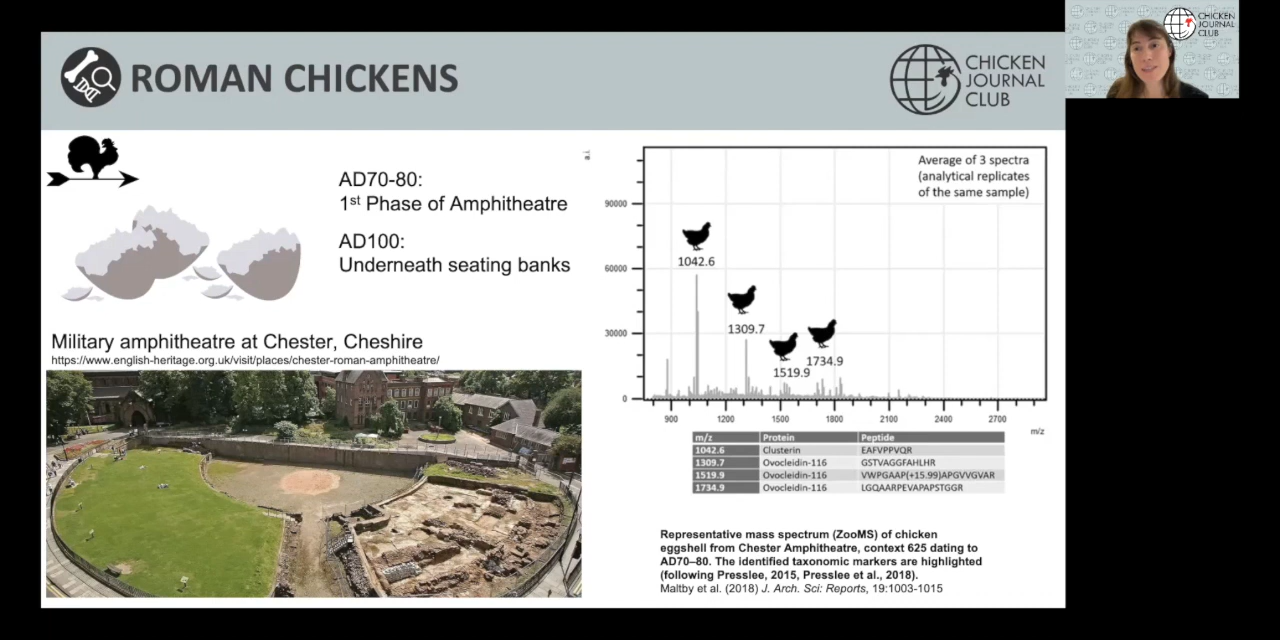 ROMAN CHICKENS
CHICKEN
JOURNAL
CLUB
CHICKEN
JOURNAL
CLUB
AD70-80:
1st Phase of Amphitheatre
AD100:
Underneath seating banks
Military amphitheatre at Chester, Cheshire
https://www.english-heritage.org.uk/visit/places/chester-roman-amphitheatre/
a.i.
Average of 3 spectra
(analytical replicates
of the same sample)
90000
60000
30000
0
1042.6
1309.7
1519.9
1734.9
900 1200 1500 1800 2100 2400 2700
m/z
m/z Protein Peptide
1042.6 Clusterin EAFVPPVQR
1309.7 Ovocleidin-116 GSTVAGGFAHLHR
1519.9 Ovocleidin-116 VWPGAAP(+15.99)APGVVGVAR
1734.9 Ovocleidin-116 LGQAARPEVAPAPSTGGR
Representative mass spectrum (ZooMS) of chicken
eggshell from Chester Amphitheatre, context 625 dating to
AD70–80. The identified taxonomic markers are highlighted
(following Presslee, 2015, Presslee et al., 2018).
Maltby et al. (2018) J. Arch. Sci: Reports, 19:1003-1015